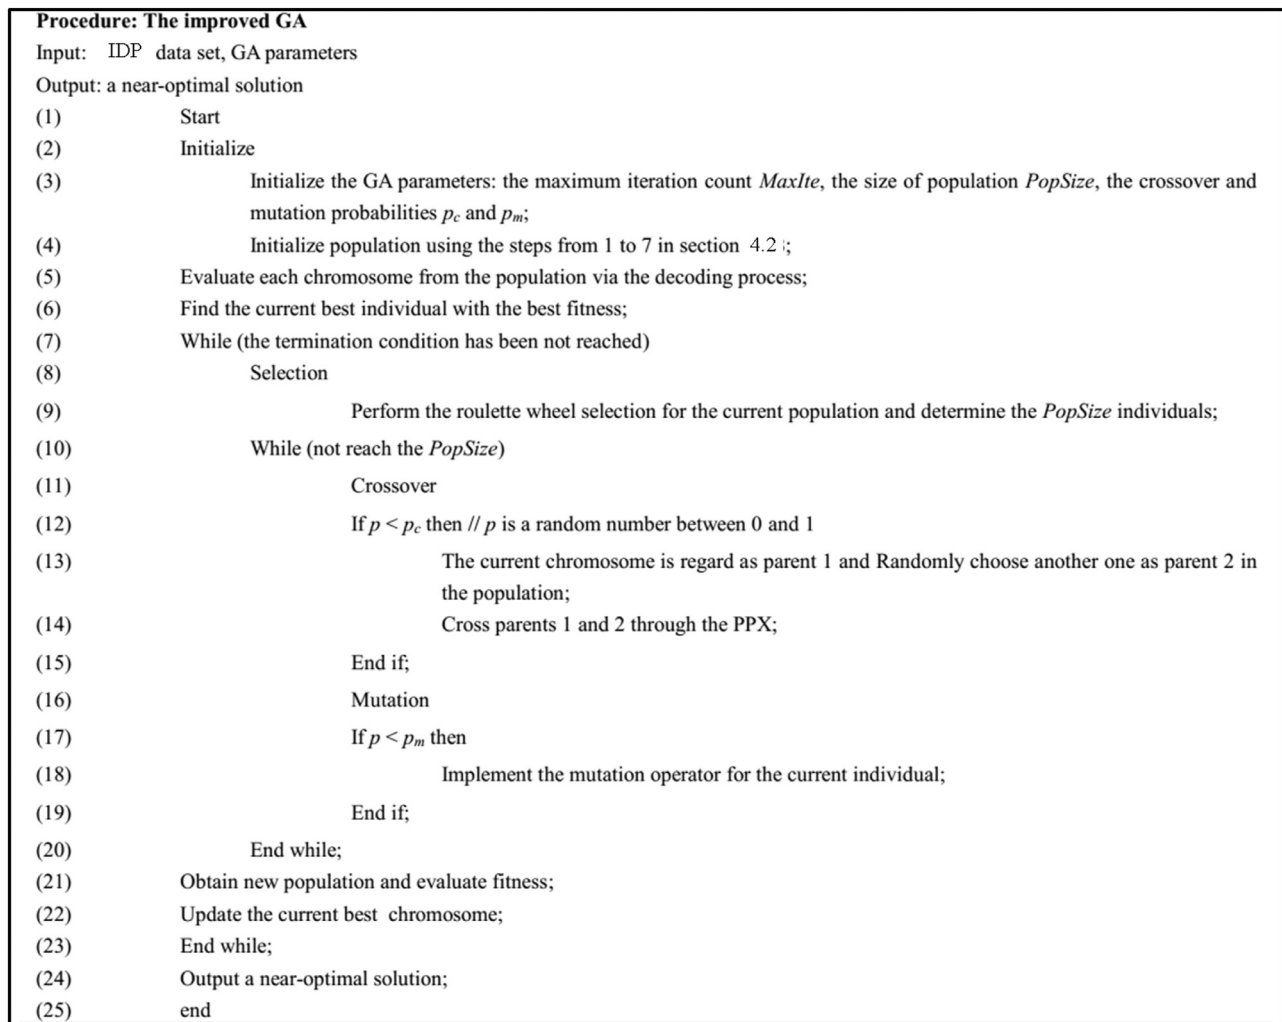 Procedure: The improved GA
Input: IDP data set, GA parameters
Output: a near-optimal solution
(1) Start
(2) Initialize
(3) Initialize the GA parameters: the maximum iteration count MaxIte, the size of population PopSize, the crossover and
mutation probabilities pc and pm;
(4) Initialize population using the steps from 1 to 7 in section 4.2 ;
(5) Evaluate each chromosome from the population via the decoding process;
(6) Find the current best individual with the best fitness;
(7) While (the termination condition has been not reached)
(8) Selection
(9) Perform the roulette wheel selection for the current population and determine the PopSize individuals;
(10) While (not reach the PopSize)
(11) Crossover
(12) If p < pc then // p is a random number between 0 and 1
(13) The current chromosome is regard as parent 1 and Randomly choose another one as parent 2 in
the population;
(14) Cross parents 1 and 2 through the PPX;
(15) End if;
(16) Mutation
(17) If p < pm then
(18) Implement the mutation operator for the current individual;
(19) End if;
(20) End while;
(21) Obtain new population and evaluate fitness;
(22) Update the current best chromosome;
(23) End while;
(24) Output a near-optimal solution;
(25) end